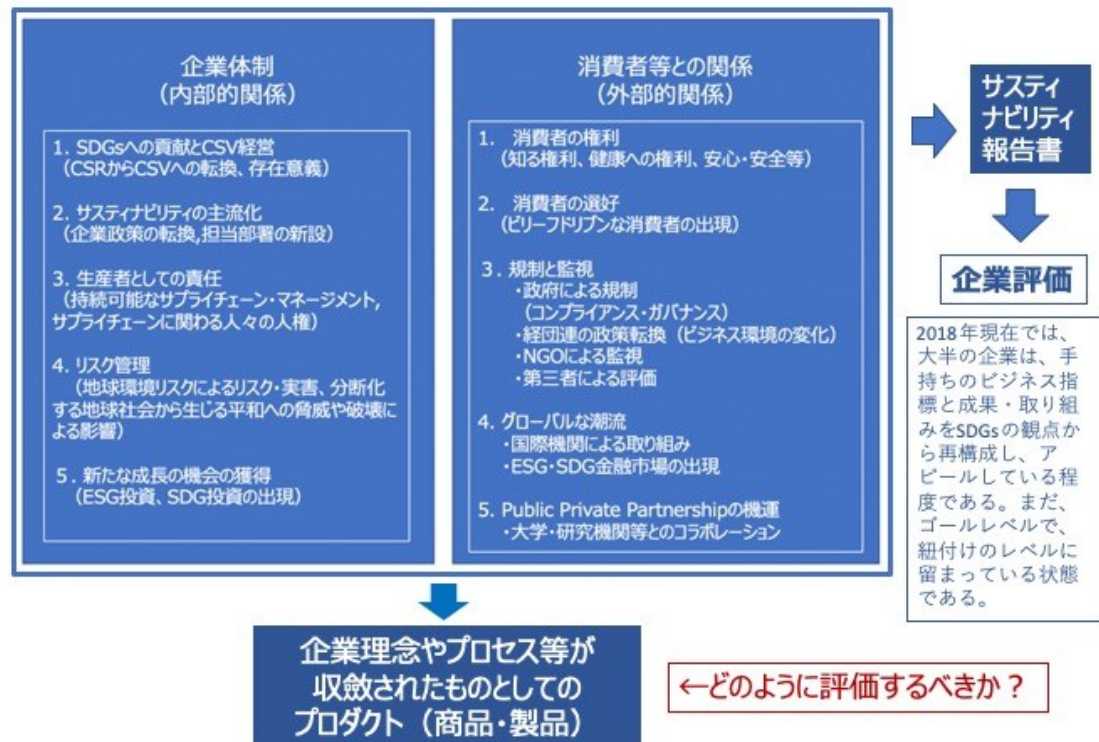 企業体制
（内部的関係）
1. SDGsへの貢献とCSV経営
（CSRからCSVへの転換、存在意義）
2. サスティナビリティの主流化
（企業政策の転換,担当部署の新設）
3. 生産者としての責任
（持続可能なサプライチェーン・マネージメント,
サプライチェーンに関わる人々の人権）
4. リスク管理
（地球環境リスクによるリスク・実害、分断化
する地球社会から生じる平和への脅威や破壊に
よる影響）
5．新たな成長の機会の獲得
（ESG投資、SDG投資の出現）
消費者等との関係
（外部的関係）
1. 消費者の権利
（知る権利、健康への権利、安心・安全等）
2. 消費者の選好
（ビリーフドリブンな消費者の出現）
3．規制と監視
・政府による規制
（コンプライアンス・ガバナンス）
・経団連の政策転換（ビジネス環境の変化）
・NGOによる監視
・第三者による評価
4. グローバルな潮流
・国際機関による取り組み
・ESG・SDG金融市場の出現
5. Public Private Partnershipの機運
・大学・研究機関等とのコラボレーション
サスティ
ナビリティ
報告書
企業評価
2018年現在では、
大半の企業は、手
持ちのビジネス指
標と成果・取り組
みをSDGsの観点か
ら再構成し、ア
ピールしている程
度である。まだ、
ゴールレベルで、
紐付けのレベルに
留まっている状態
である。
企業理念やプロセス等が
収斂されたものとしての
プロダクト（商品・製品）
←どのように評価するべきか？